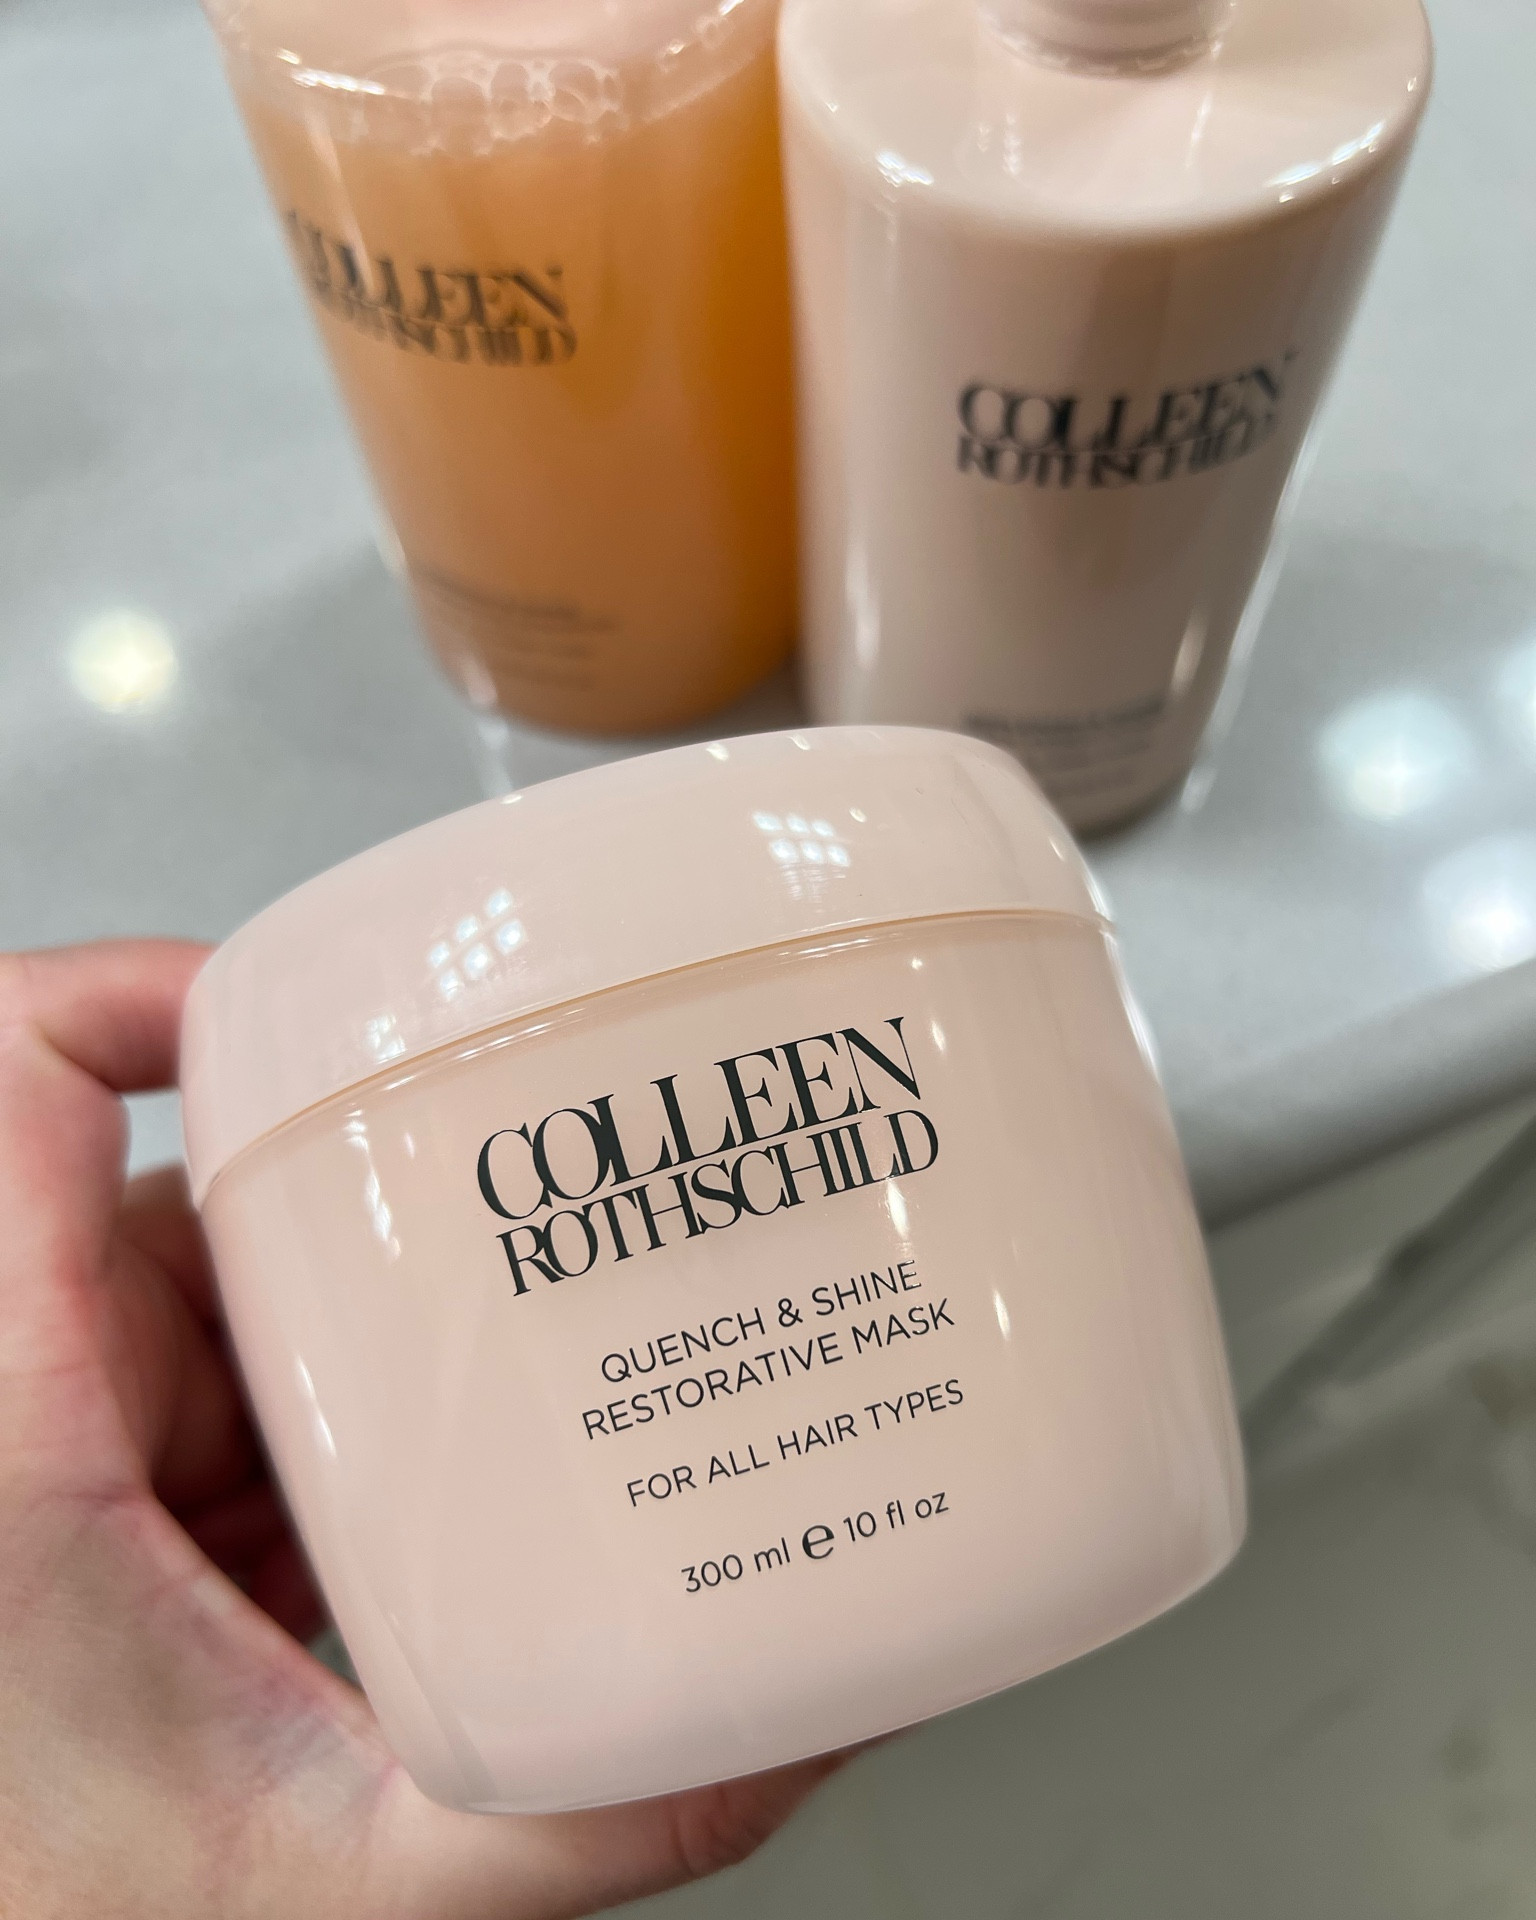 COLLEEN
ROTHSCHILD
COLLEEN
ROTHSCHILD
COLLEEN
ROTHSCHILD
QUENCH & SHINE
RESTORATIVE MASK
FOR ALL HAIR TYPES
300 ml e 10 fl oz